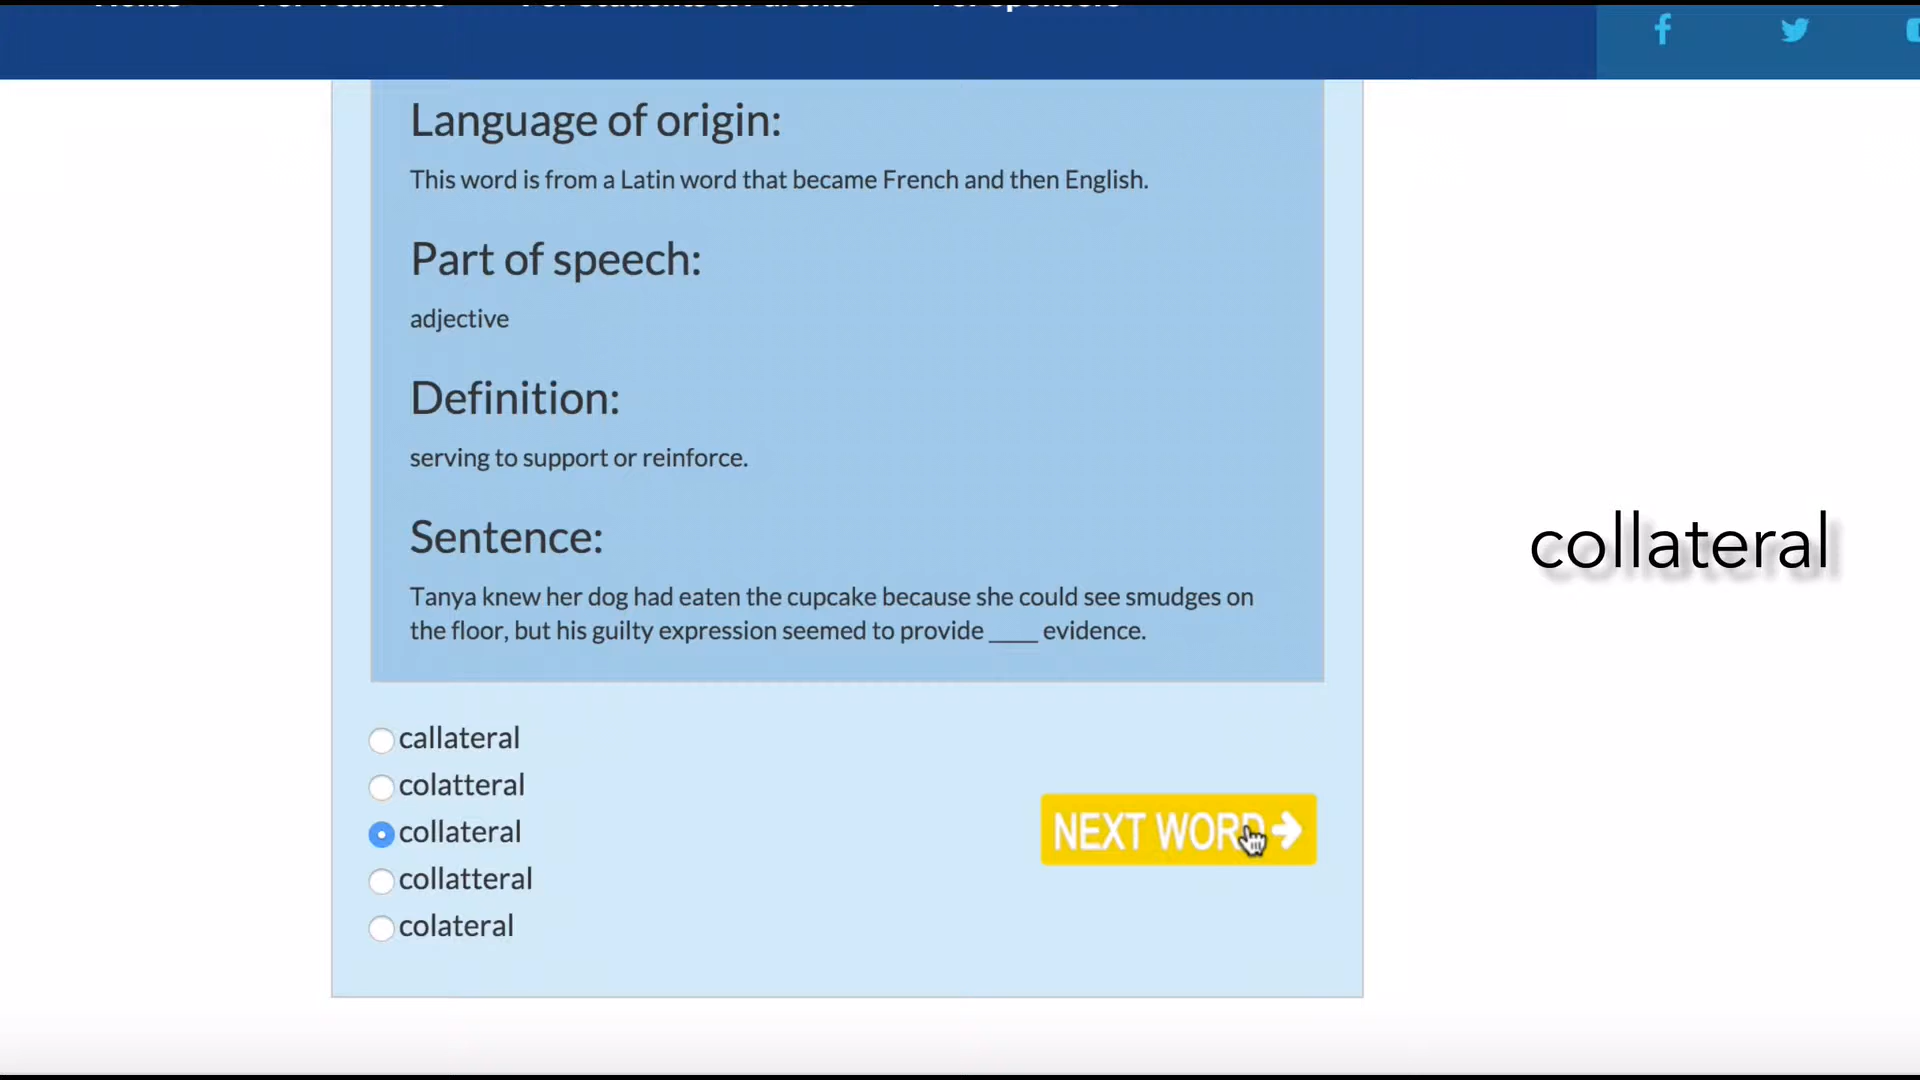 Language of origin:
This word is from a Latin word that became French and then English.
Part of speech:
adjective
Definition:
serving to support or reinforce.
Sentence:
Tanya knew her dog had eaten the cupcake because she could see smudges on
the floor, but his guilty expression seemed to provide ____ evidence.
collateral
callateral
colatteral
collateral
collatteral
colateral
NEXT WORD